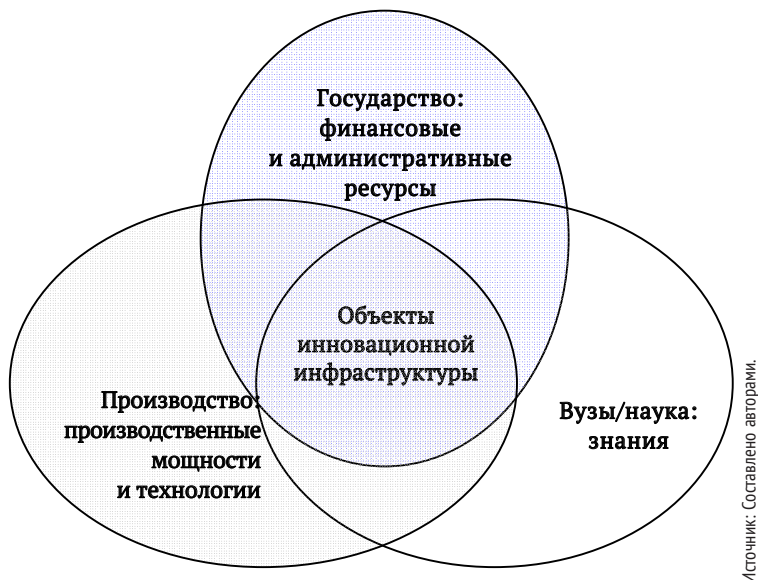 Государство:
финансовые
и административные
ресурсы
Объекты
инновационной
инфраструктуры
Производство:
производственные
мощности
и технологии
Вузы/наука:
знания
Источник: Составлено авторами.